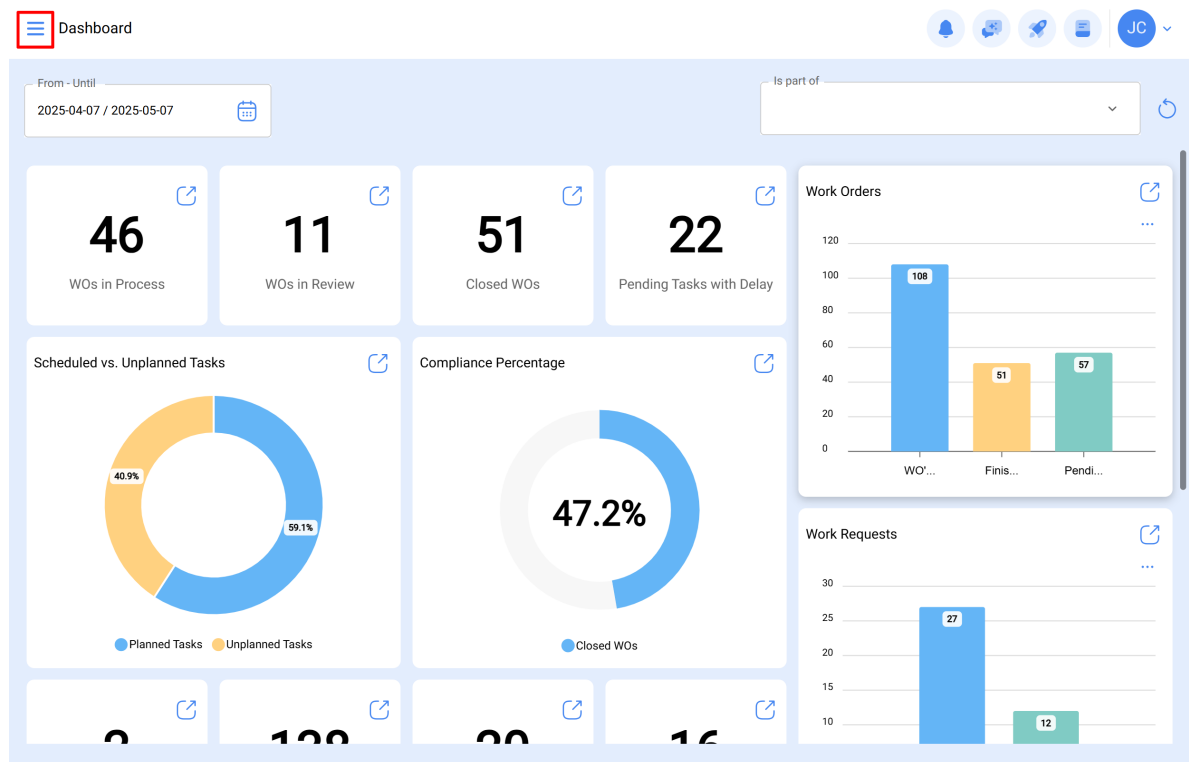 Dashboard
JC
From - Until
2025-04-07 / 2025-05-07
Is part of
46
WOs in Process
11
WOs in Review
51
Closed WOs
22
Pending Tasks with Delay
Work Orders
...
120
100
80
60
40
20
0
108
51
57
WO'...
Finis...
Pendi...
Scheduled vs. Unplanned Tasks
40.9%
59.1%
Planned Tasks Unplanned Tasks
Compliance Percentage
47.2%
Closed WOs
Work Requests
...
30
25
20
15
10
27
12